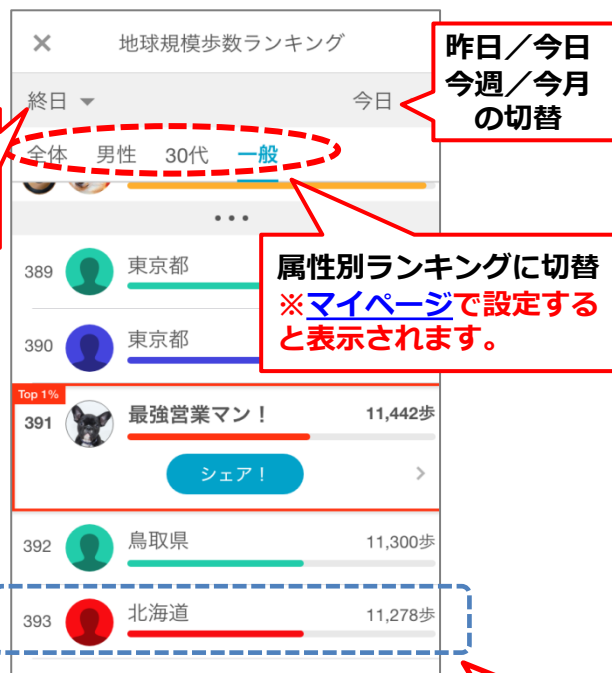 × 地球規模歩数ランキング
昨日／今日
今週／今月
の切替
終日 今日
全体 男性 30代 一般
•••
属性別ランキングに切替
※マイページで設定する
と表示されます。
389 東京都
390 東京都
Top 1%
391 最強営業マン！ 11,442歩
シェア！
392 鳥取県 11,300歩
393 北海道 11,278歩